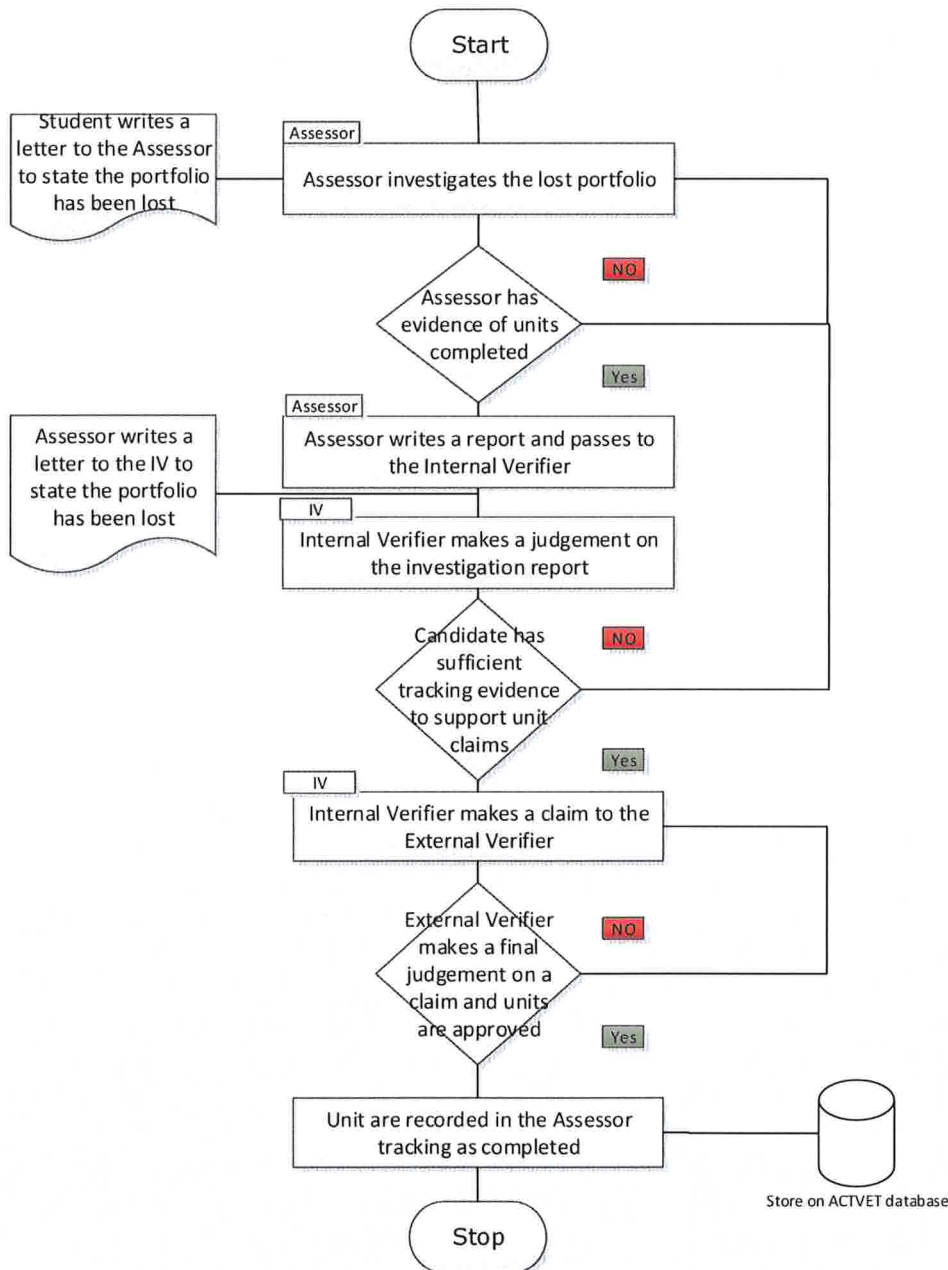 Start
Student writes a
letter to the Assessor
to state the portfolio
has been lost
Assessor
Assessor investigates the lost portfolio
NO
Assessor has
evidence of units
completed
Yes
Assessor
Assessor writes a report and passes to
the Internal Verifier
Assessor writes a
letter to the IV to
state the portfolio
has been lost
IV
Internal Verifier makes a judgement on
the investigation report
NO
Candidate has
sufficient
tracking evidence
to support unit
claims
Yes
IV
Internal Verifier makes a claim to the
External Verifier
NO
External Verifier
makes a final
judgement on a
claim and units
are approved
Yes
Unit are recorded in the Assessor
tracking as completed
Store on ACTVET database
Stop